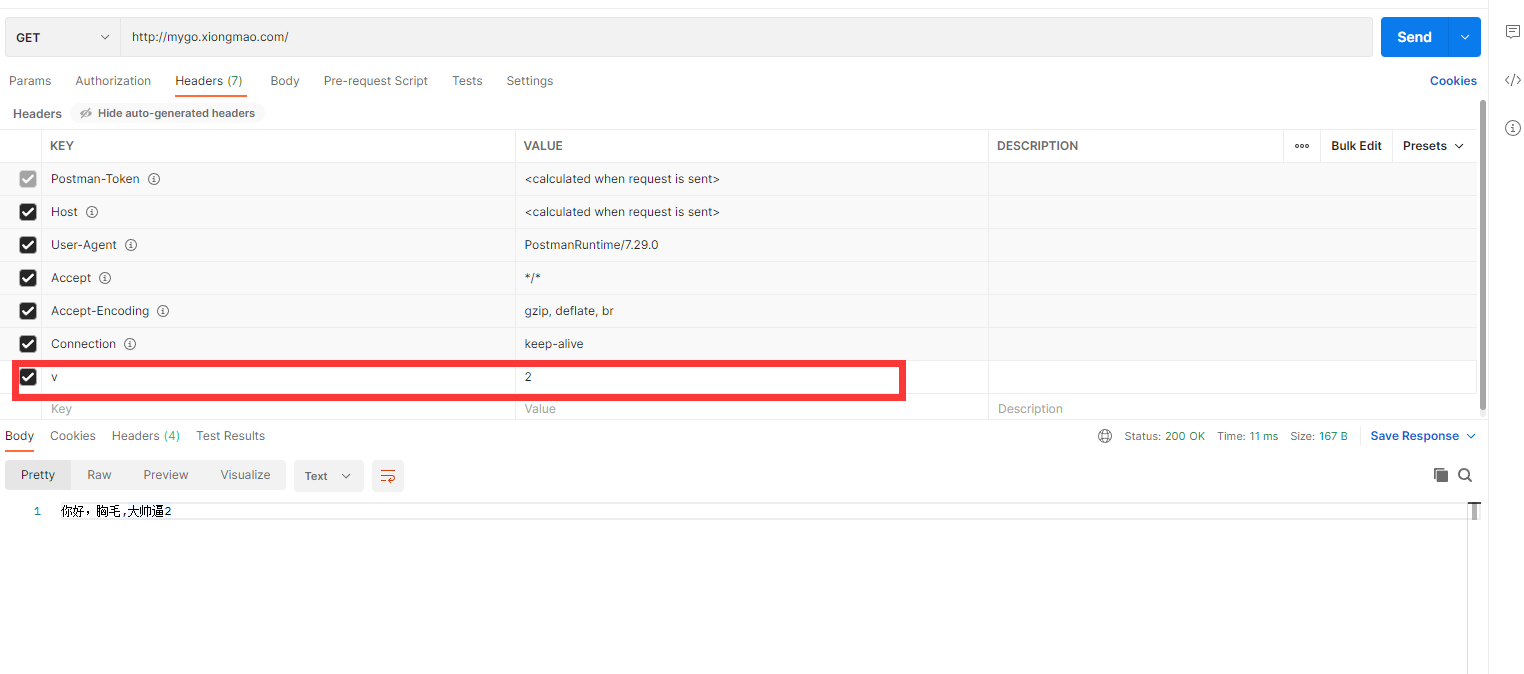 GET http://mygo.xiongmao.com/ Send
Params Authorization Headers (7) Body Pre-request Script Tests Settings Cookies
Headers Hide auto-generated headers
KEY VALUE DESCRIPTION Bulk Edit Presets
Postman-Token <calculated when request is sent>
Host <calculated when request is sent>
User-Agent PostmanRuntime/7.29.0
Accept */*
Accept-Encoding gzip, deflate, br
Connection keep-alive
v 2
Key Value Description
Body Cookies Headers (4) Test Results Status: 200 OK Time: 11 ms Size: 167 B Save Response
Pretty Raw Preview Visualize Text
1 你好，胸毛,大帅逼2